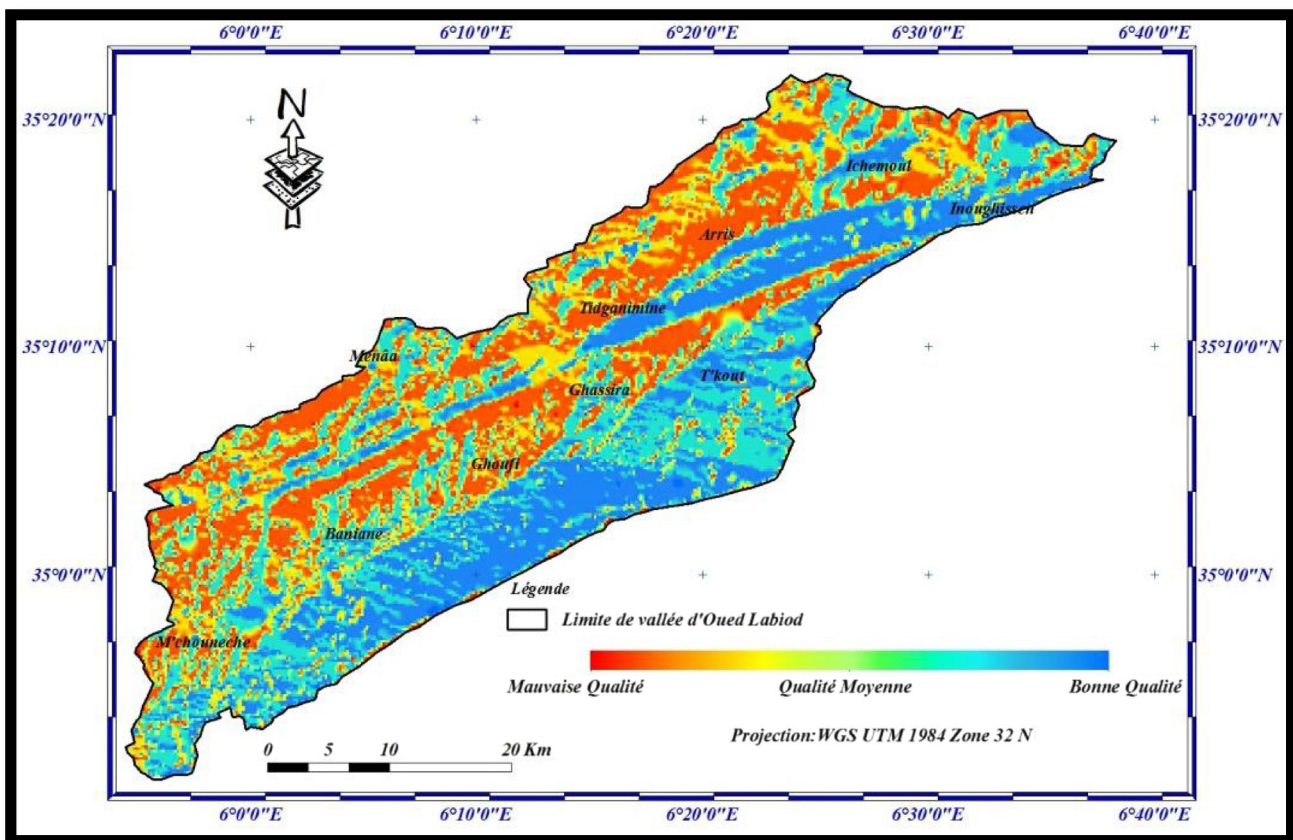 6°0'0"E 6°10'0"E 6°20'0"E 6°30'0"E 6°40'0"E
N
35°20'0"N 35°20'0"N
Ichemoul
Inoughissen
Arris
Tidganimine
35°10'0"N 35°10'0"N
Menâa
T'kout
Ghassira
Ghoufi
Baniane
35°0'0"N 35°0'0"N
Légende
Limite de vallée d'Oued Labiod
M'chouneche
Mauvaise Qualité Qualité Moyenne Bonne Qualité
Projection:WGS UTM 1984 Zone 32 N
0 5 10 20 Km
6°0'0"E 6°10'0"E 6°20'0"E 6°30'0"E 6°40'0"E